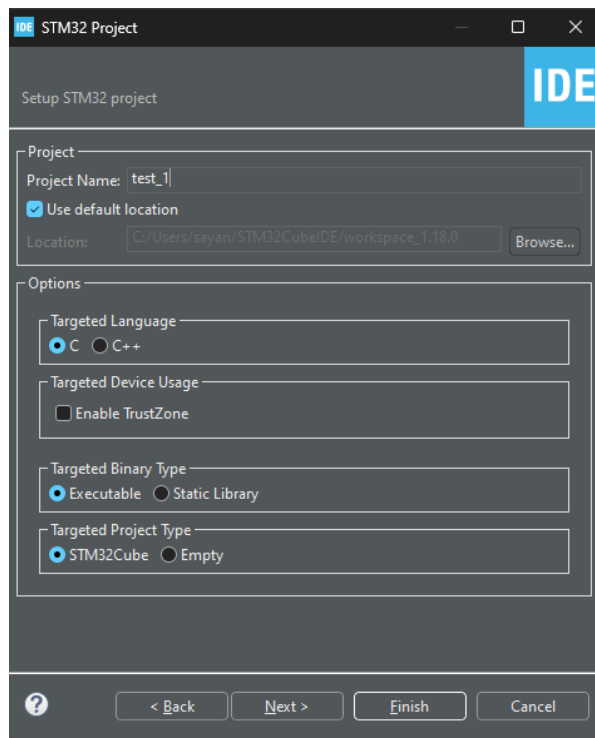 IDE STM32 Project
Setup STM32 project
IDE
Project
Project Name: test_1
Use default location
Location: C:/Users/sayan/STM32CubeIDE/workspace_1.18.0 Browse...
Options
Targeted Language
C C++
Targeted Device Usage
Enable TrustZone
Targeted Binary Type
Executable Static Library
Targeted Project Type
STM32Cube Empty
? < Back Next > Finish Cancel